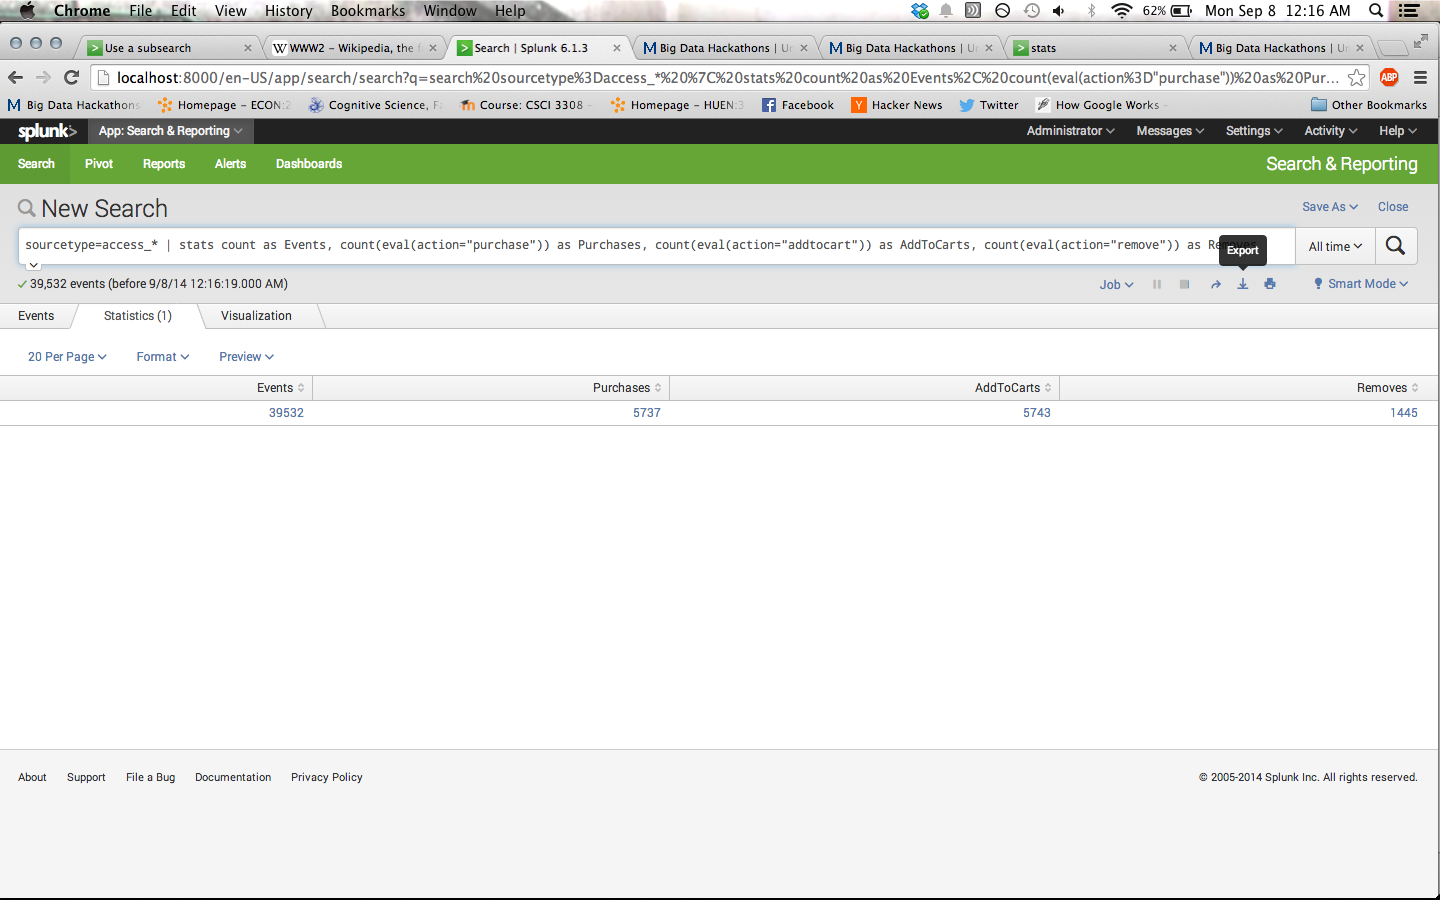 Chrome File Edit View History Bookmarks Window Help 62% Mon Sep 8 12:16 AM
Use a subsearch WWW2 – Wikipedia, the f Search | Splunk 6.1.3 Big Data Hackathons | Un Big Data Hackathons | Un stats Big Data Hackathons | Un
localhost:8000/en-US/app/search/search?q=search%20sourcetype%3Daccess_*%20%7C%20stats%20count%20as%20Events%2C%20count(eval(action%3D"purchase"))%20as%20Pur... ABP
Big Data Hackathons Homepage – ECON:2 Cognitive Science, Fa Course: CSCI 3308 – Homepage – HUEN:3 Facebook Hacker News Twitter How Google Works – Other Bookmarks
splunk> App: Search & Reporting Administrator Messages Settings Activity Help
Search Pivot Reports Alerts Dashboards Search & Reporting
New Search Save As Close
sourcetype=access_* | stats count as Events, count(eval(action="purchase")) as Purchases, count(eval(action="addtocart")) as AddToCarts, count(eval(action="remove")) as Removes All time
Export
39,532 events (before 9/8/14 12:16:19.000 AM) Job Smart Mode
Events Statistics (1) Visualization
20 Per Page Format Preview
Events Purchases AddToCarts Removes
39532 5737 5743 1445
About Support File a Bug Documentation Privacy Policy © 2005-2014 Splunk Inc. All rights reserved.